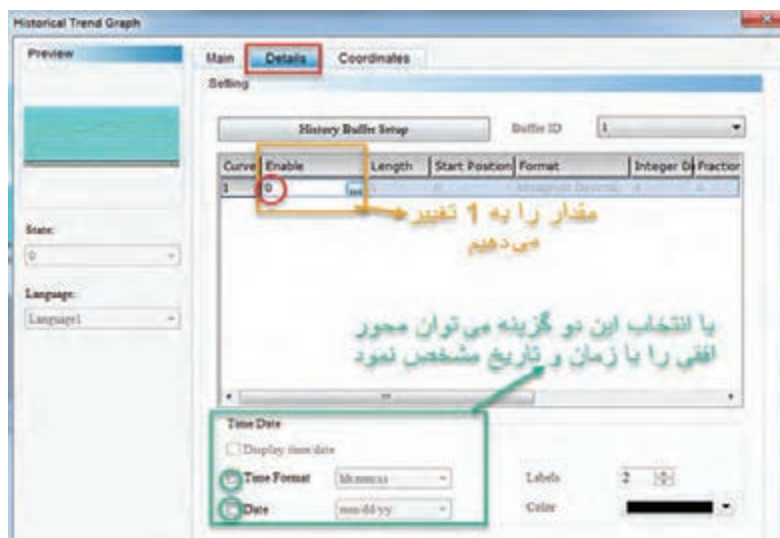 Historical Trend Graph
Preview
Main Details Coordinates
Setting
History Buffer Setup
Buffer ID 1
Curve Enable Length Start Position Format Integer Di Fraction
1 0 ...
مقدار را به 1 تغییر
می‌دهیم
State:
0
Language:
Language1
با انتخاب این دو گزینه می توان محور
افقی را با زمان و تاریخ مشخص نمود
Time/Date
Display time/date
Time Format hh:mm:ss
Labels 2
Date mm/dd/yy
Color